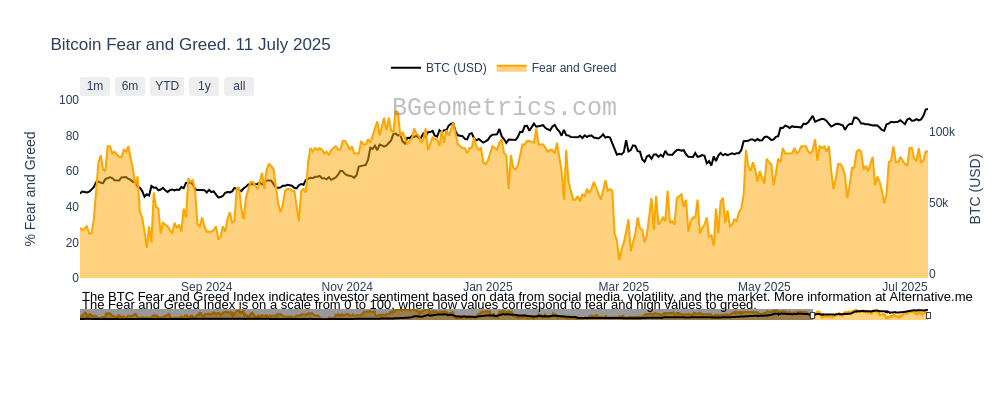 Bitcoin Fear and Greed. 11 July 2025
BTC (USD) Fear and Greed
1m 6m YTD 1y all
BGeometrics.com
100
80
60
40
20
0
% Fear and Greed
100k
50k
0
BTC (USD)
Sep 2024 Nov 2024 Jan 2025 Mar 2025 May 2025 Jul 2025
The BTC Fear and Greed Index indicates investor sentiment based on data from social media, volatility, and the market. More information at Alternative.me
The Fear and Greed Index is on a scale from 0 to 100, where low values correspond to fear and high values to greed.